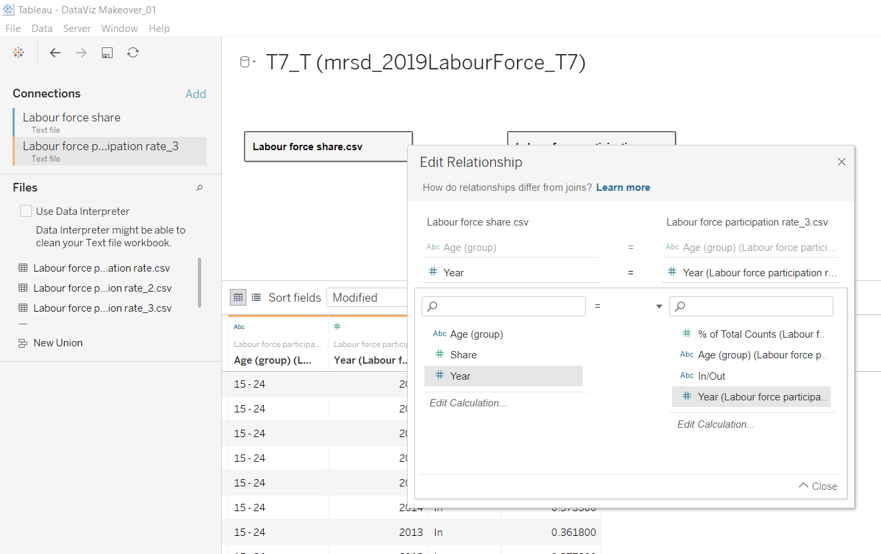 Tableau - DataViz Makeover_01
File Data Server Window Help
T7_T (mrsd_2019LabourForce_T7)
Connections Add
Labour force share
Text file
Labour force p...ipation rate_3
Text file
Files
Use Data Interpreter
Data Interpreter might be able to
clean your Text file workbook.
Labour force p...ation rate.csv
Labour force p...ion rate_2.csv
Labour force p...ion rate_3.csv
New Union
Labour force share.csv
Edit Relationship
How do relationships differ from joins? Learn more
Labour force share.csv Labour force participation rate_3.csv
Abc Age (group) = Abc Age (group) (Labour force partici...
# Year = # Year (Labour force participation r...
=
Abc Age (group)
# Share
# Year
Edit Calculation...
# % of Total Counts (Labour f...
Abc Age (group) (Labour force p...
Abc In/Out
# Year (Labour force participa...
Edit Calculation...
Close
Sort fields Modified
Abc #
Labour force participa... Labour force par
Age (group) (L... Year (Labour f...
15 - 24 20
15 - 24 20
15 - 24 20
15 - 24 20
15 - 24 20
15 - 24 2014 In 0.373900
15 - 24 2013 In 0.361800